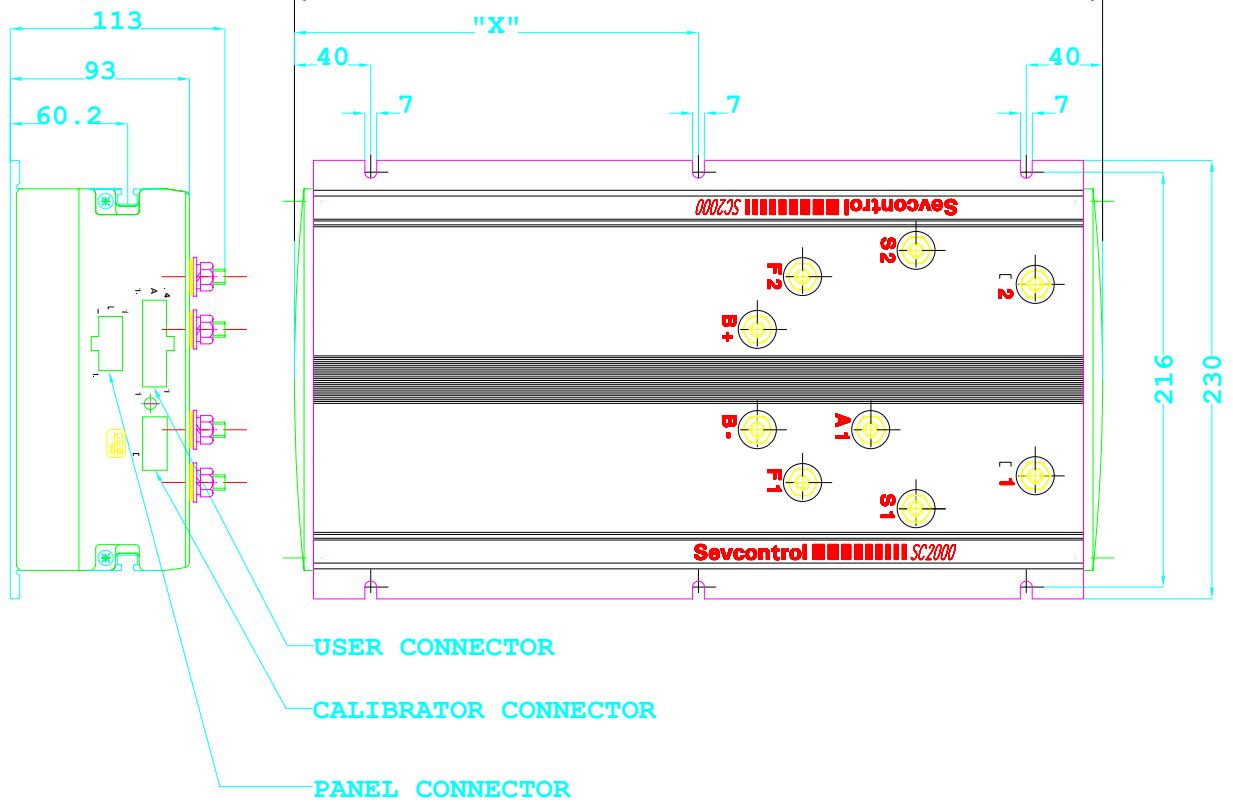 113
"X"
40
40
93
7
7
7
60.2
Sevcontrol SC2000
S2
F2
2
B+
216
230
B-
A1
F1
1
S1
Sevcontrol SC2000
USER CONNECTOR
CALIBRATOR CONNECTOR
PANEL CONNECTOR